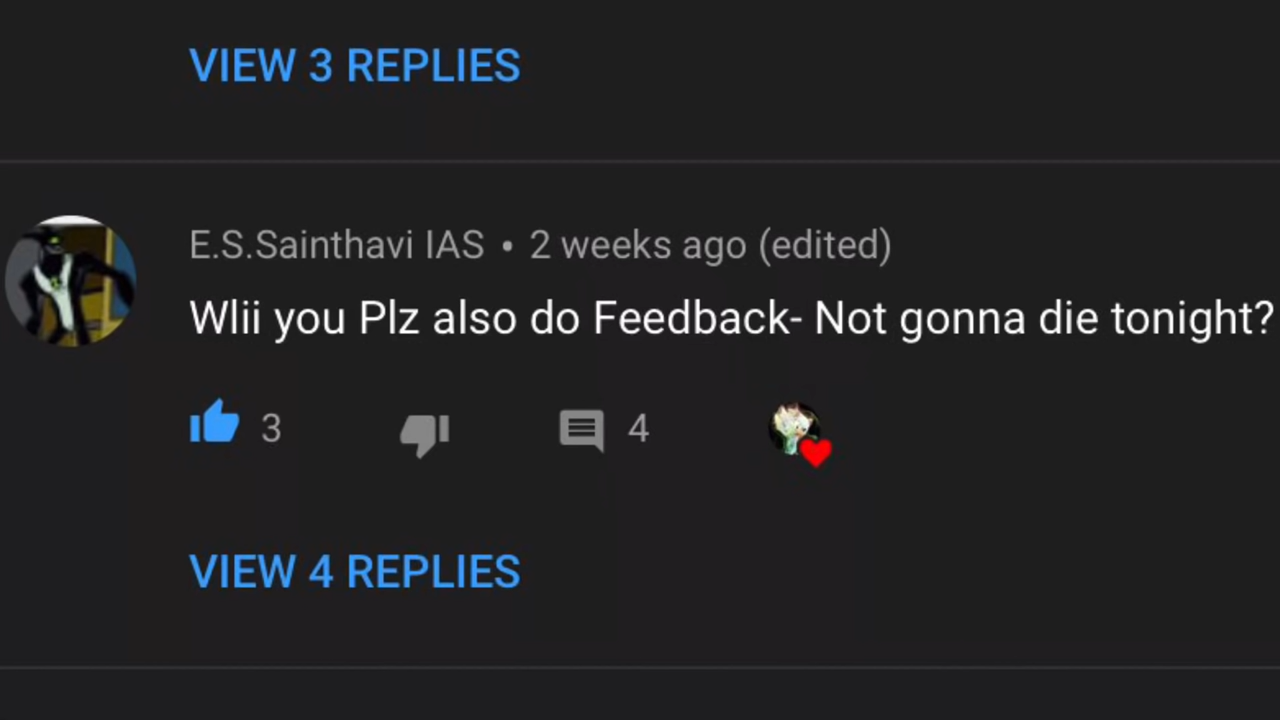 VIEW 3 REPLIES
E.S.Sainthavi IAS • 2 weeks ago (edited)
Wlii you Plz also do Feedback- Not gonna die tonight?
3 4
VIEW 4 REPLIES